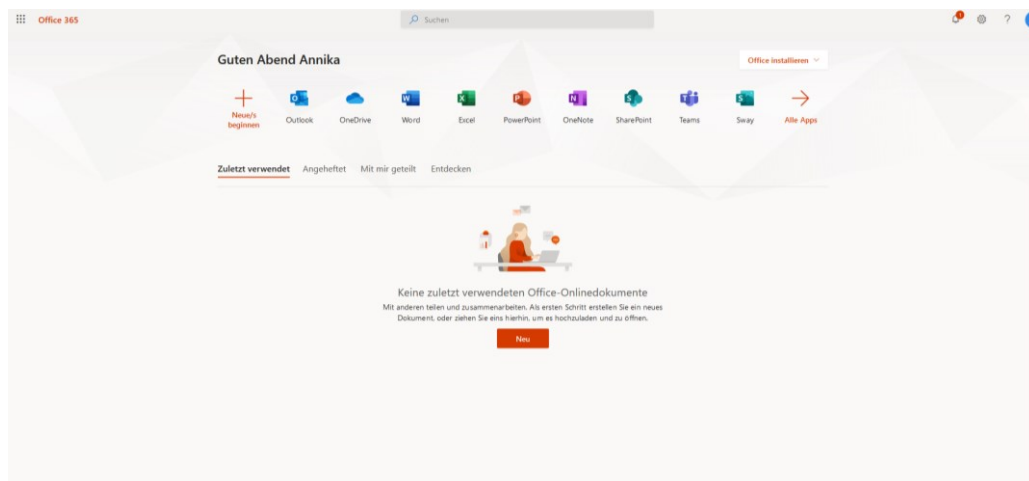 Office 365
Suchen
?
Guten Abend Annika
Office installieren
Neue/s
beginnen
Outlook
OneDrive
Word
Excel
PowerPoint
OneNote
SharePoint
Teams
Sway
Alle Apps
Zuletzt verwendet Angeheftet Mit mir geteilt Entdecken
Keine zuletzt verwendeten Office-Onlinedokumente
Mit anderen teilen und zusammenarbeiten. Als ersten Schritt erstellen Sie ein neues
Dokument, oder ziehen Sie eins hierhin, um es hochzuladen und zu öffnen.
Neu